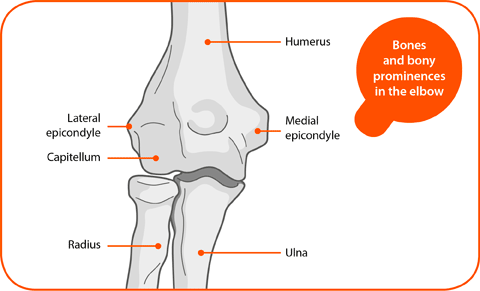 Humerus
Bones
and bony
prominences
in the elbow
Lateral
epicondyle
Medial
epicondyle
Capitellum
Radius
Ulna